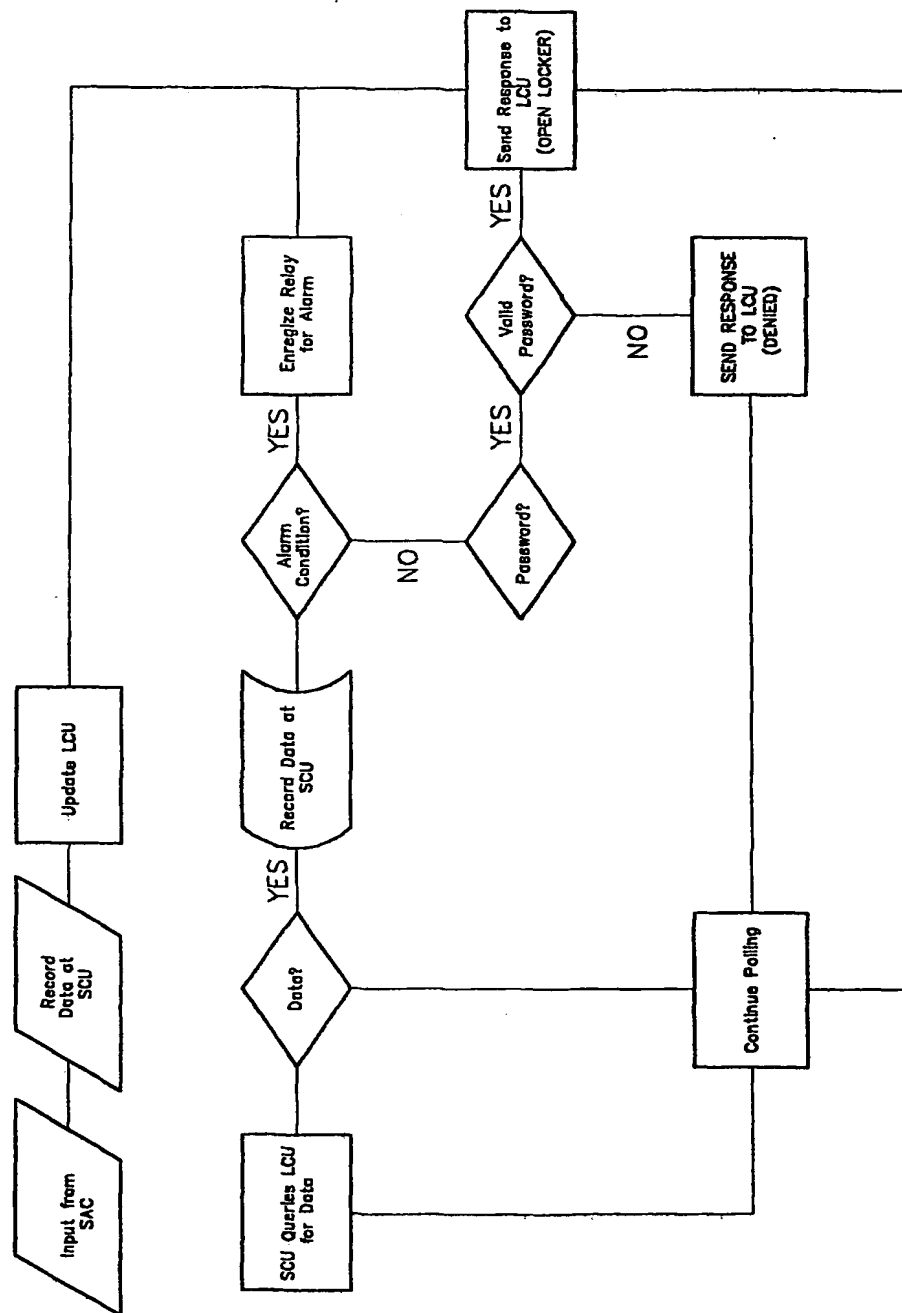 Input from
SAC
Record
Data at
SCU
Update LCU
SCU Queries LCU
for Data
Data?
YES
Record Data at
SCU
Alarm
Condition?
YES
Enregize Relay
for Alarm
NO
Password?
YES
Valid
Password?
YES
Send Response to
LCU
(OPEN LOCKER)
NO
SEND RESPONSE
TO LCU
(DENIED)
Continue Polling